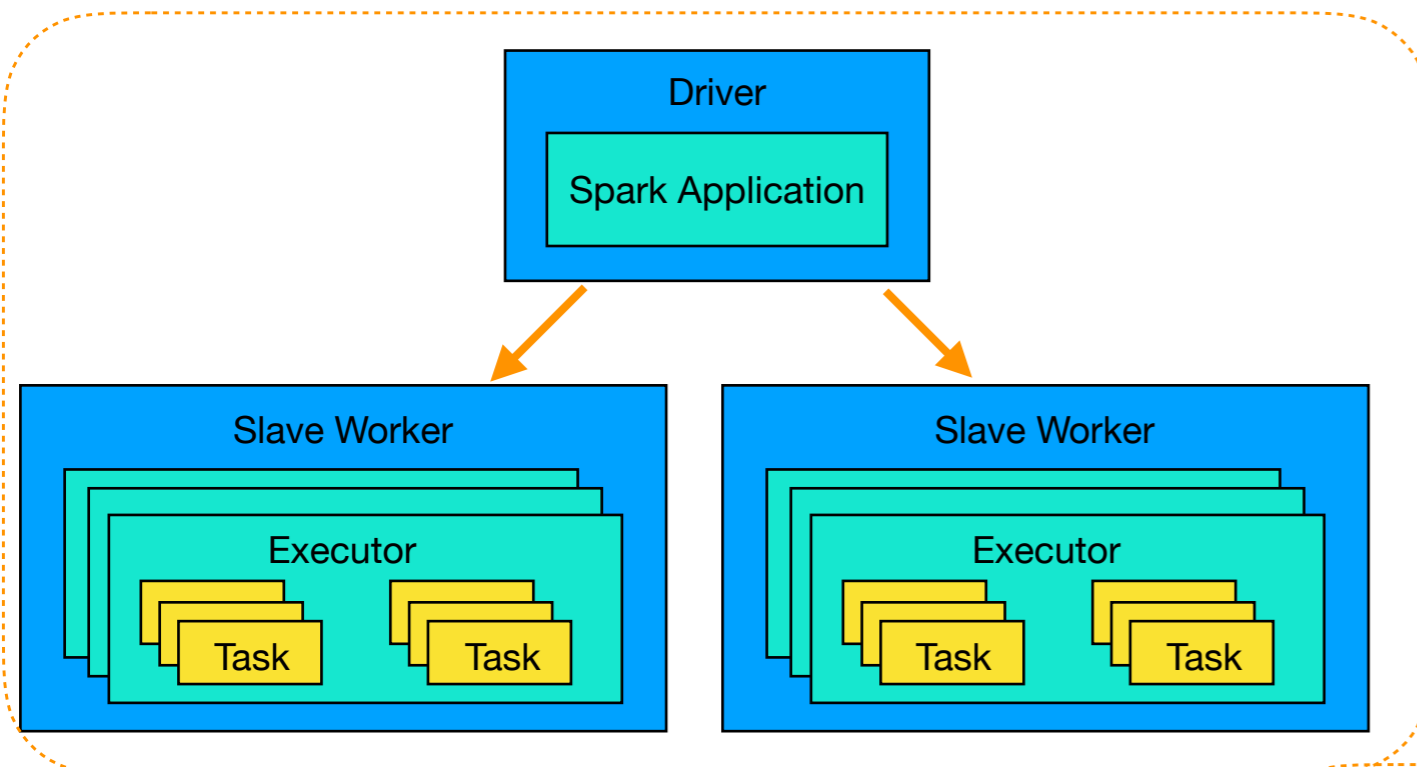 Driver
Spark Application
Slave Worker
Executor
Task
Task
Slave Worker
Executor
Task
Task